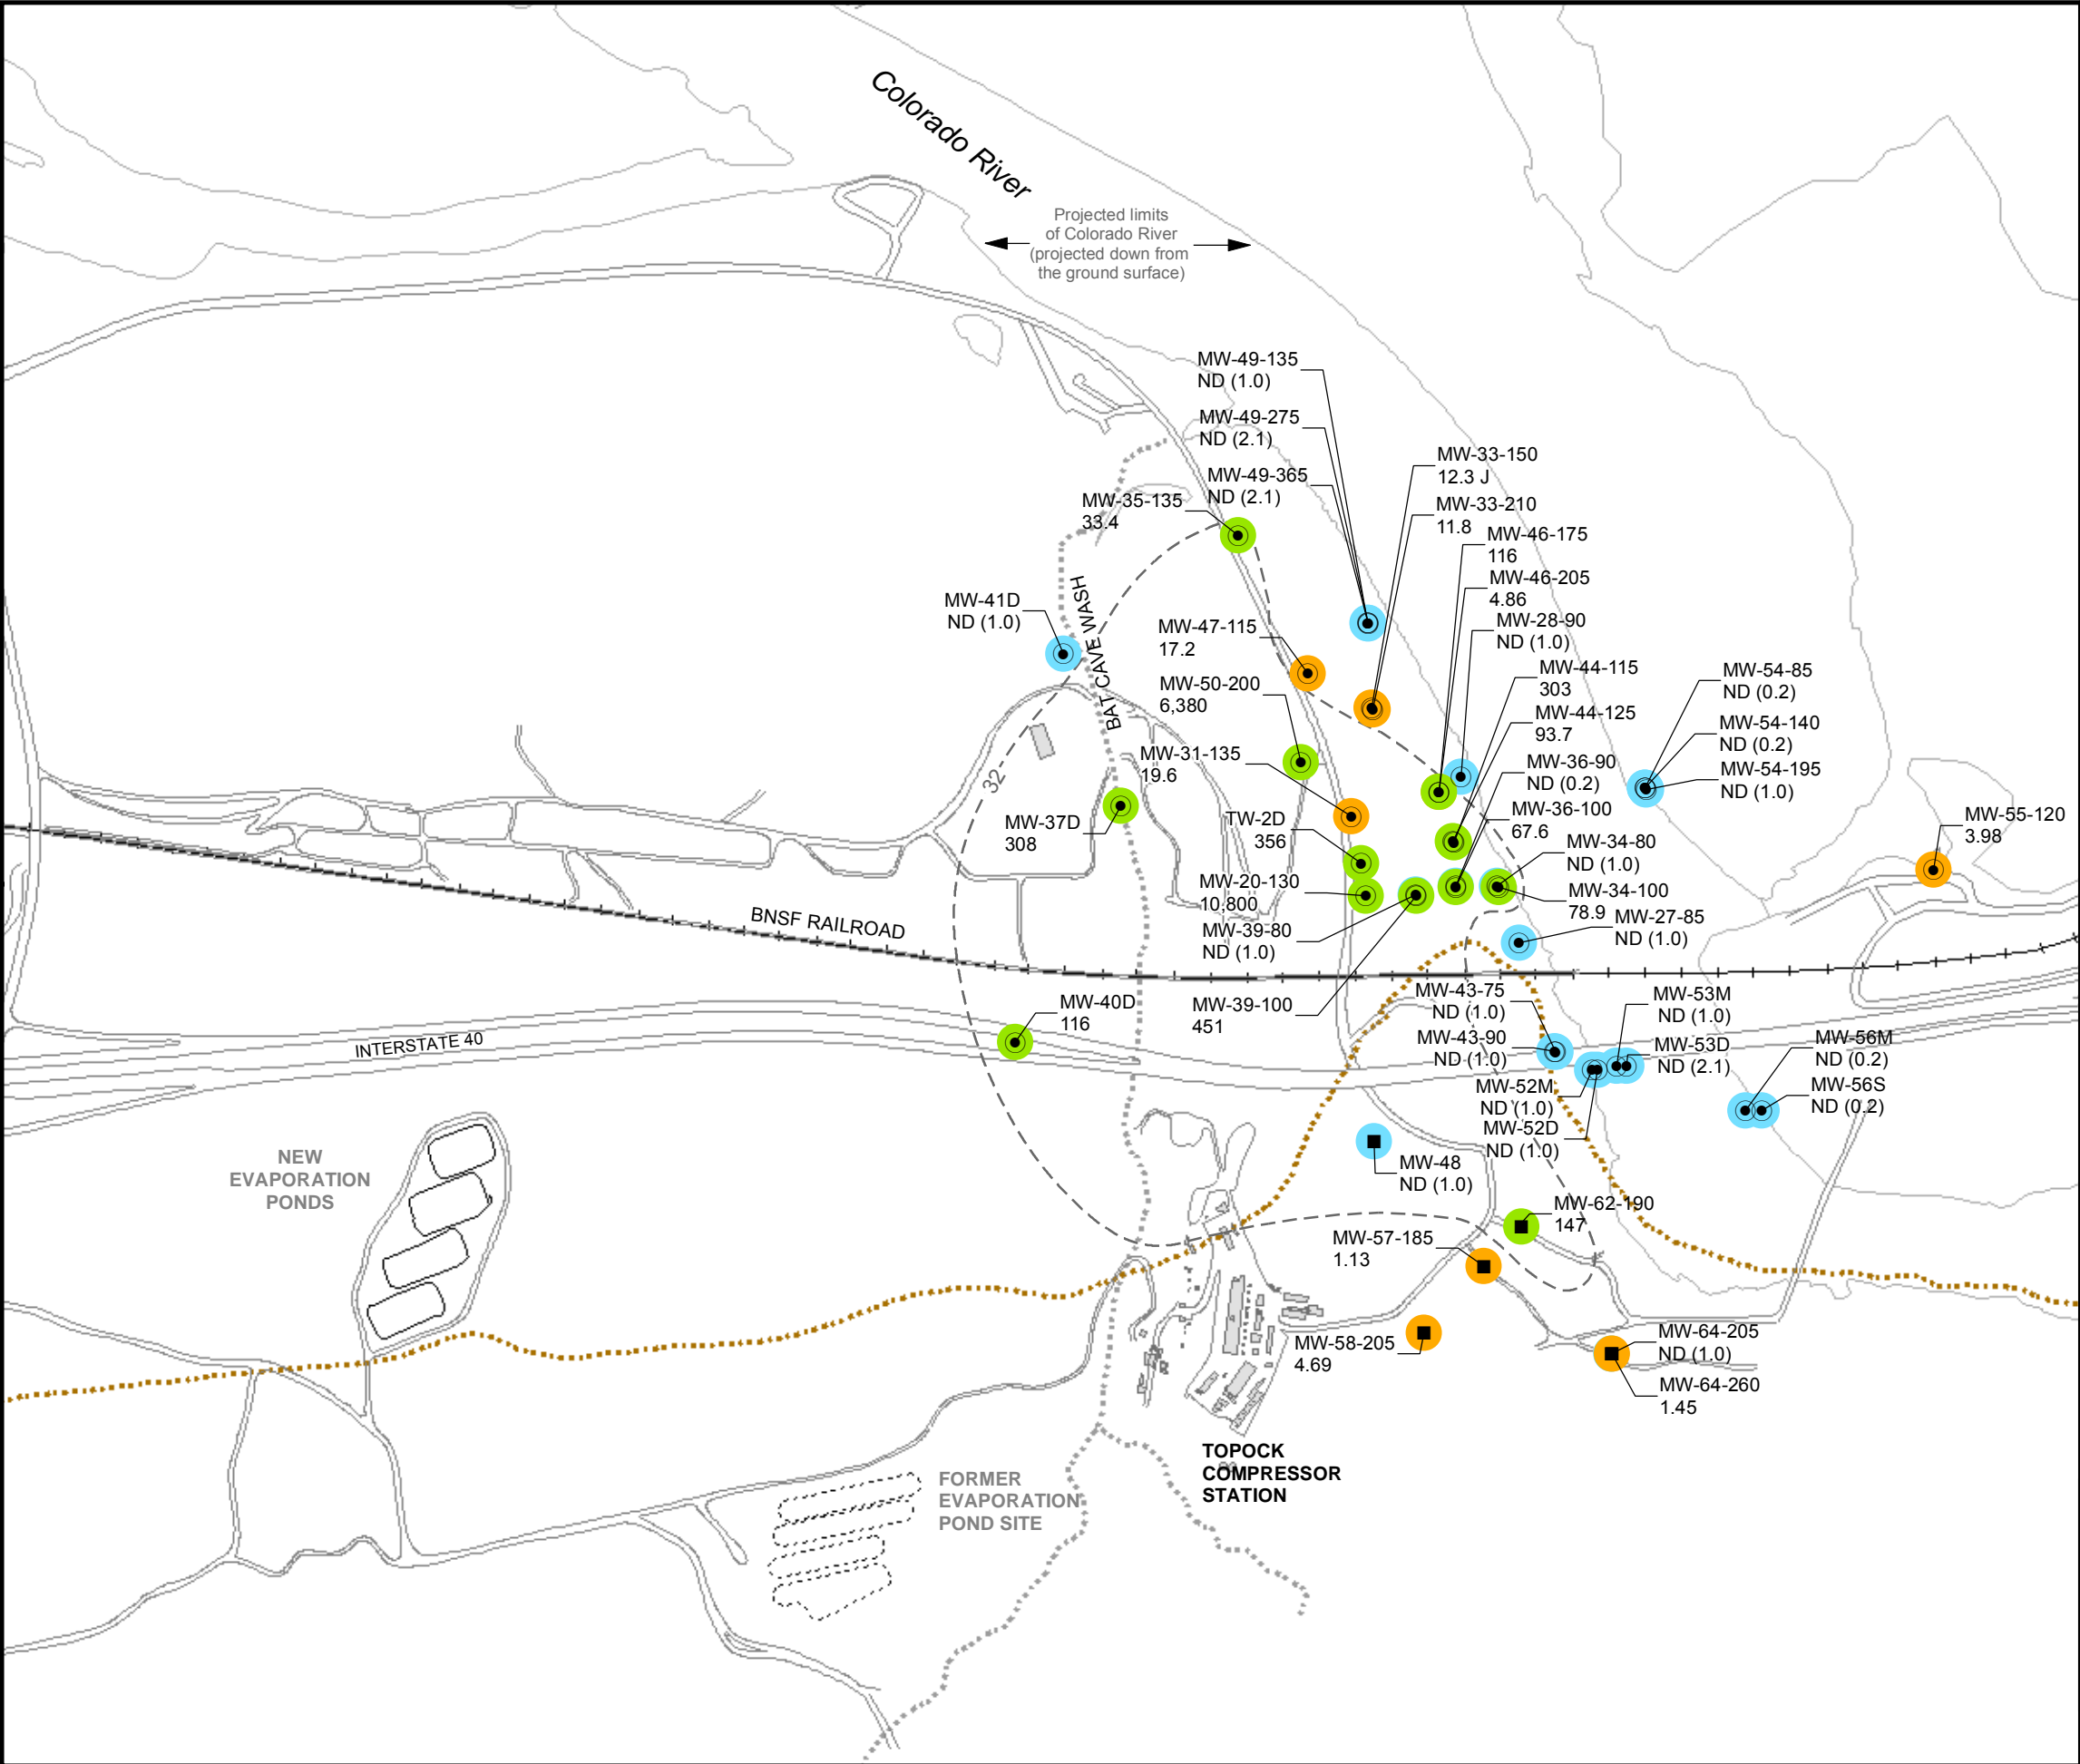 Colorado River
Projected limits
of Colorado River
(projected down from
the ground surface)
MW-49-135
ND (1.0)
MW-49-275
ND (2.1)
MW-49-365
ND (2.1)
MW-35-135
33.4
MW-33-150
12.3 J
MW-33-210
11.8
MW-46-175
116
MW-46-205
4.86
MW-28-90
ND (1.0)
MW-41D
ND (1.0)
BAT CAVE WASH
MW-47-115
17.2
MW-44-115
303
MW-44-125
93.7
MW-50-200
6,380
MW-54-85
ND (0.2)
MW-54-140
ND (0.2)
MW-54-195
ND (1.0)
MW-31-135
19.6
MW-36-90
ND (0.2)
MW-36-100
67.6
32
MW-37D
308
TW-2D
356
MW-34-80
ND (1.0)
MW-55-120
3.98
MW-20-130
10,800
MW-34-100
78.9
MW-39-80
ND (1.0)
MW-27-85
ND (1.0)
BNSF RAILROAD
MW-40D
116
MW-39-100
451
MW-43-75
ND (1.0)
MW-53M
ND (1.0)
INTERSTATE 40
MW-43-90
ND (1.0)
MW-53D
ND (2.1)
MW-56M
ND (0.2)
MW-52M
ND (1.0)
MW-56S
ND (0.2)
MW-52D
ND (1.0)
NEW
EVAPORATION
PONDS
MW-48
ND (1.0)
MW-62-190
147
MW-57-185
1.13
MW-58-205
4.69
MW-64-205
ND (1.0)
MW-64-260
1.45
TOPOCK
COMPRESSOR
STATION
FORMER
EVAPORATION
POND SITE